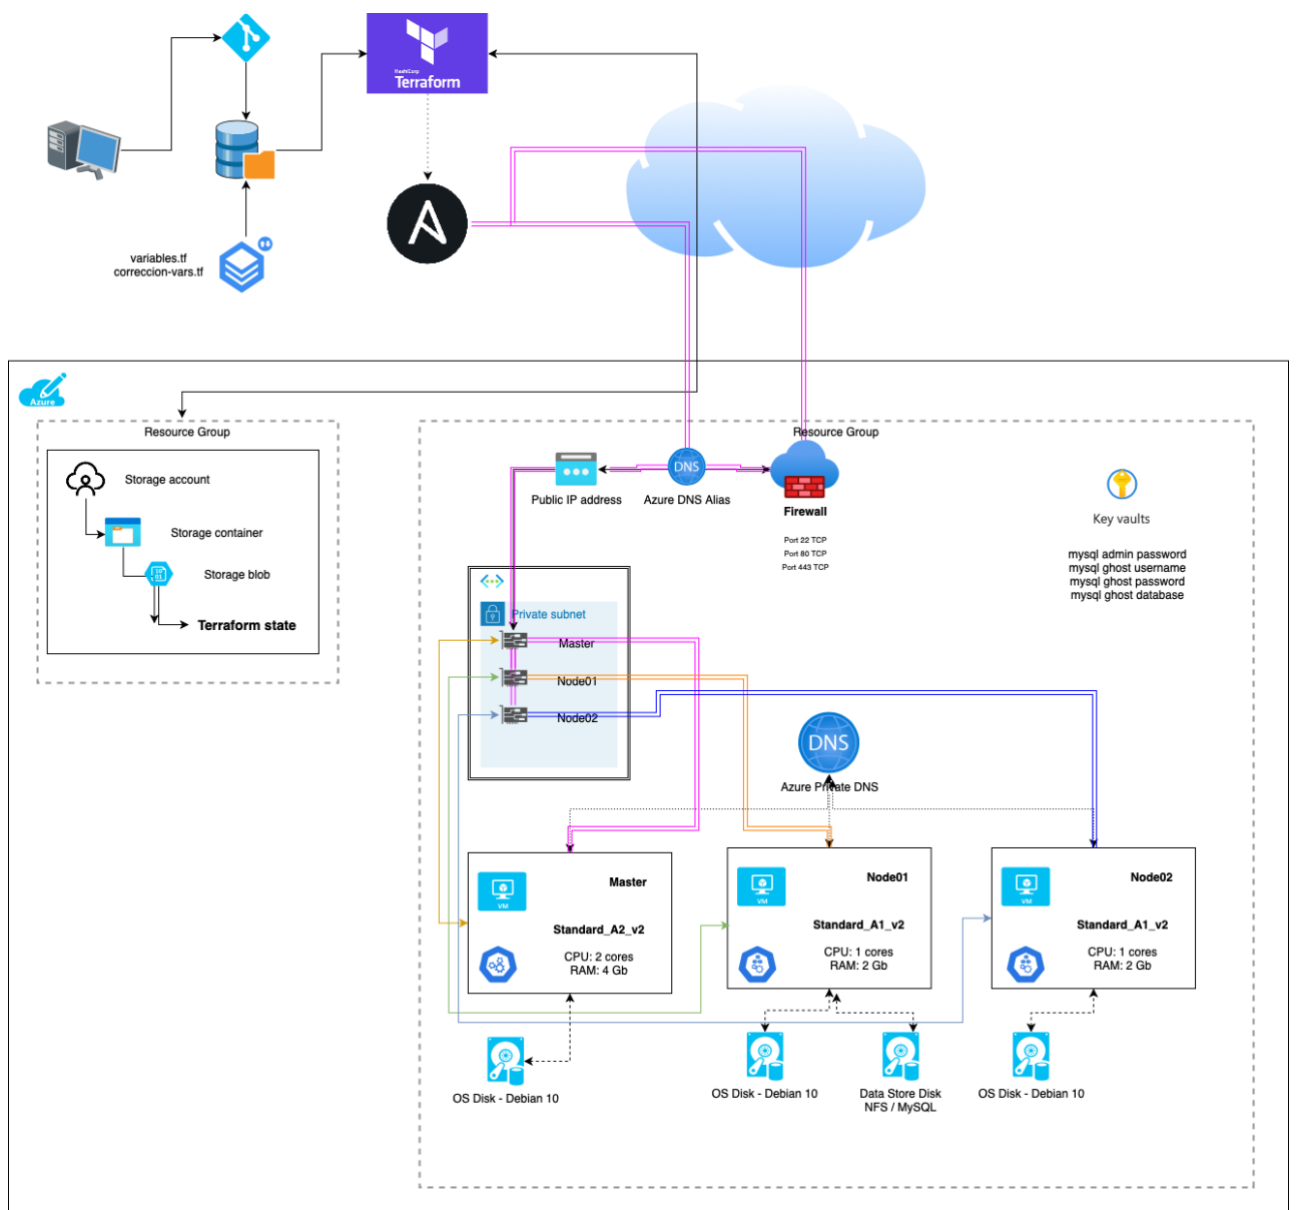 HashiCorp
Terraform
variables.tf
correccion-vars.tf
Azure
Resource Group
Storage account
Storage container
Storage blob
Terraform state
Resource Group
Public IP address
DNS
Azure DNS Alias
Firewall
Port 22 TCP
Port 80 TCP
Port 443 TCP
Key vaults
mysql admin password
mysql ghost username
mysql ghost password
mysql ghost database
Private subnet
Master
Node01
Node02
DNS
Azure Private DNS
VM
Master
Standard_A2_v2
CPU: 2 cores
RAM: 4 Gb
VM
Node01
Standard_A1_v2
CPU: 1 cores
RAM: 2 Gb
VM
Node02
Standard_A1_v2
CPU: 1 cores
RAM: 2 Gb
OS Disk - Debian 10
OS Disk - Debian 10
Data Store Disk
NFS / MySQL
OS Disk - Debian 10